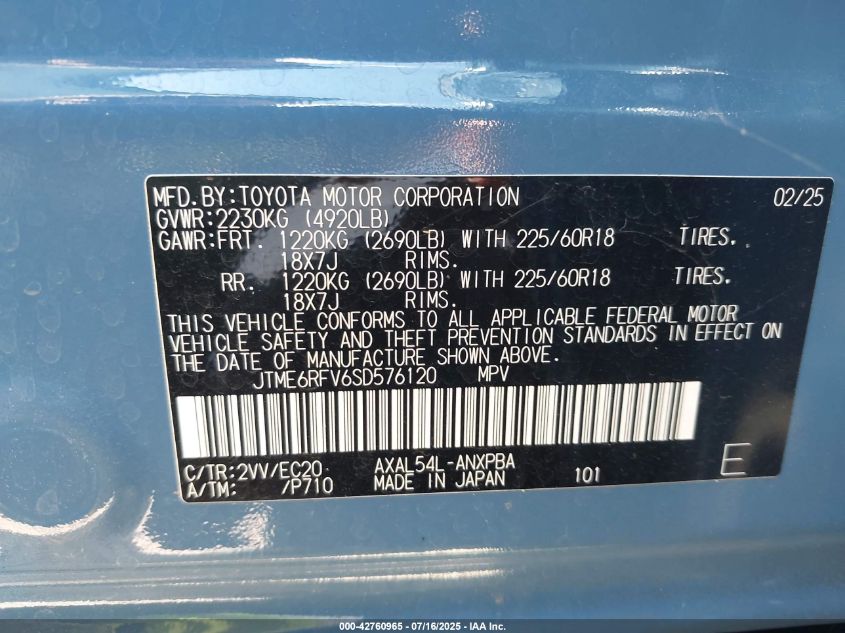 MFD.BY:TOYOTA MOTOR CORPORATION 02/25
GVWR:2230KG (4920LB)
GAWR:FRT. 1220KG (2690LB) WITH 225/60R18 TIRES.
18X7J RIMS.
RR. 1220KG (2690LB) WITH 225/60R18 TIRES.
18X7J RIMS.
THIS VEHICLE CONFORMS TO ALL APPLICABLE FEDERAL MOTOR
VEHICLE SAFETY AND THEFT PREVENTION STANDARDS IN EFFECT ON
THE DATE OF MANUFACTURE SHOWN ABOVE.
JTME6RFV6SD576120 MPV
C/TR:2VV/EC20 AXAL54L-ANXPBA
A/TM: /P710 MADE IN JAPAN 101 E
000-42760965 - 07/16/2025 - IAA Inc.